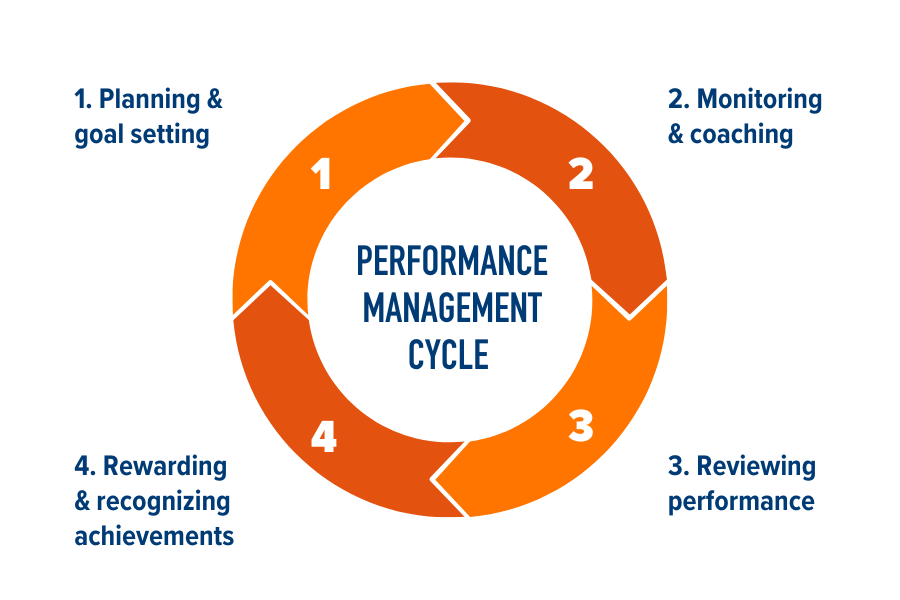 1. Planning &
goal setting
2. Monitoring
& coaching
1
2
PERFORMANCE
MANAGEMENT
CYCLE
4
3
4. Rewarding
& recognizing
achievements
3. Reviewing
performance